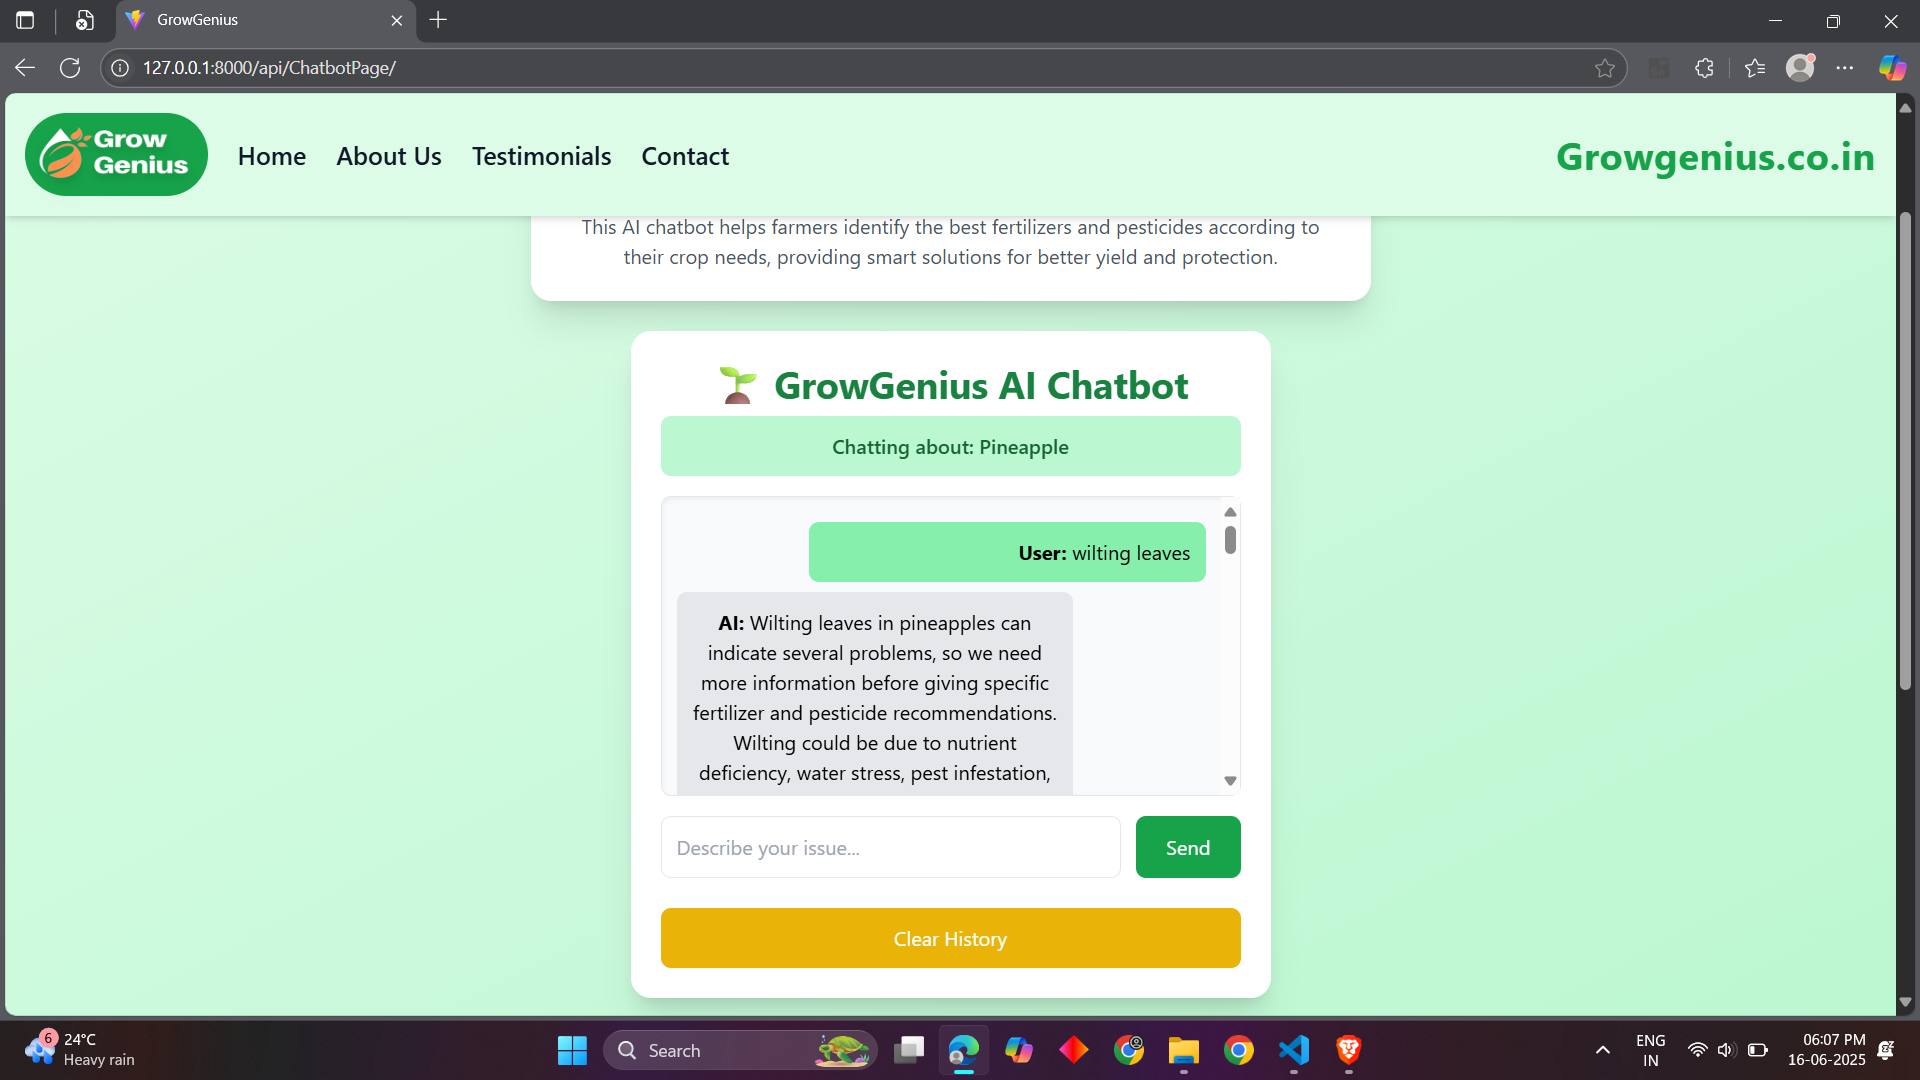 GrowGenius
127.0.0.1:8000/api/ChatbotPage/
Grow
Genius
Home
About Us
Testimonials
Contact
Growgenius.co.in
This AI chatbot helps farmers identify the best fertilizers and pesticides according to
their crop needs, providing smart solutions for better yield and protection.
GrowGenius AI Chatbot
Chatting about: Pineapple
User: wilting leaves
AI: Wilting leaves in pineapples can
indicate several problems, so we need
more information before giving specific
fertilizer and pesticide recommendations.
Wilting could be due to nutrient
deficiency, water stress, pest infestation,
Describe your issue...
Send
Clear History
6
24°C
Heavy rain
Search
ENG
IN
06:07 PM
16-06-2025